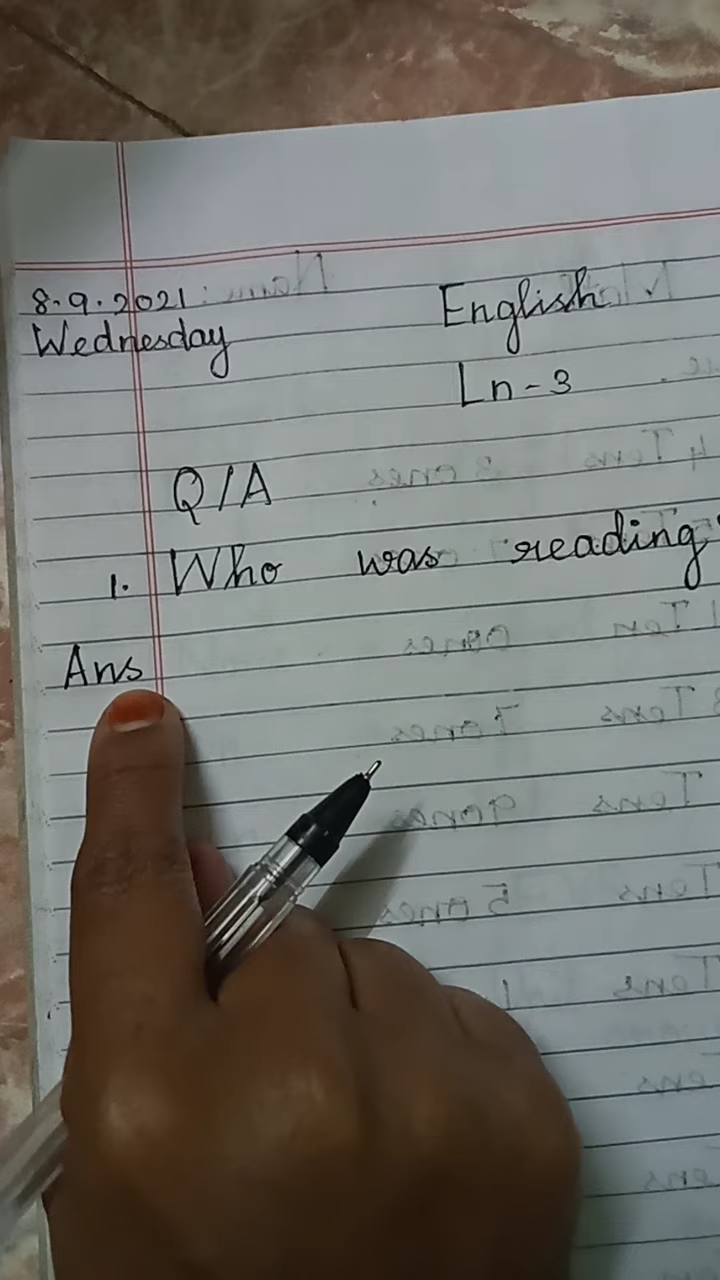 8.9.2021
Wednesday
English
Ln-3
Q/A
1. Who was reading
Ans